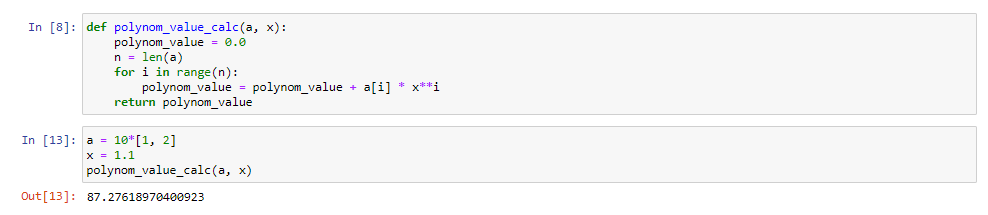 In [8]: def polynom_value_calc(a, x):
    polynom_value = 0.0
    n = len(a)
    for i in range(n):
        polynom_value = polynom_value + a[i] * x**i
    return polynom_value
In [13]: a = 10*[1, 2]
x = 1.1
polynom_value_calc(a, x)
Out[13]: 87.27618970400923